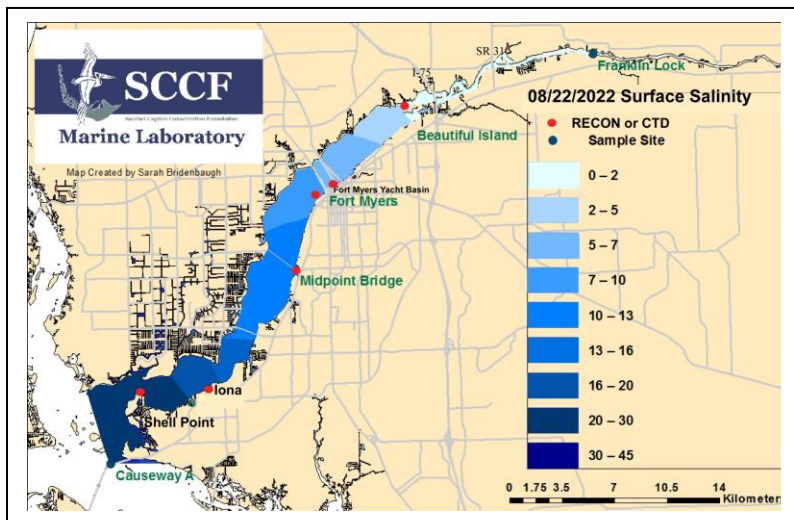 SCCF
Marine Laboratory
Map Created by Sarah Bridenbaugh
SR 31
I-75
Franklin Lock
08/22/2022 Surface Salinity
RECON or CTD
Sample Site
Beautiful Island
Fort Myers Yacht Basin
Fort Myers
Midpoint Bridge
Iona
Shell Point
Causeway A
0 – 2
2 – 5
5 – 7
7 – 10
10 – 13
13 – 16
16 – 20
20 – 30
30 – 45
0 1.75 3.5 7 10.5 14
Kilometers